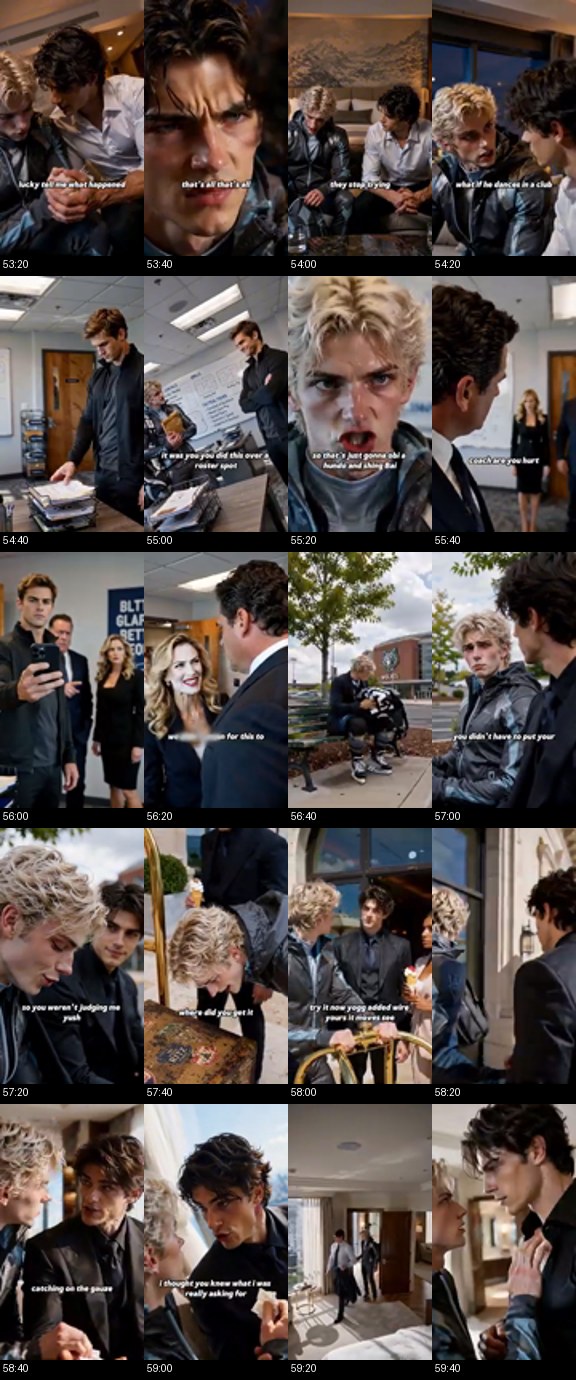 lucky tell me what happened
that's all that's all
they stop trying
what if he dances in a club
53:20
53:40
54:00
54:20
it was you you did this over a
roster spot
so that's just gonna obi a
hunds and shing Bai
coach are you hurt
54:40
55:00
55:20
55:40
for this to
you didn't have to put your
56:00
56:20
56:40
57:00
so you weren't judging me
yush
where did you get it
try it now yogg added wire
yours it moves see
57:20
57:40
58:00
58:20
catching on the gauze
i thought you knew what i was
really asking for
58:40
59:00
59:20
59:40